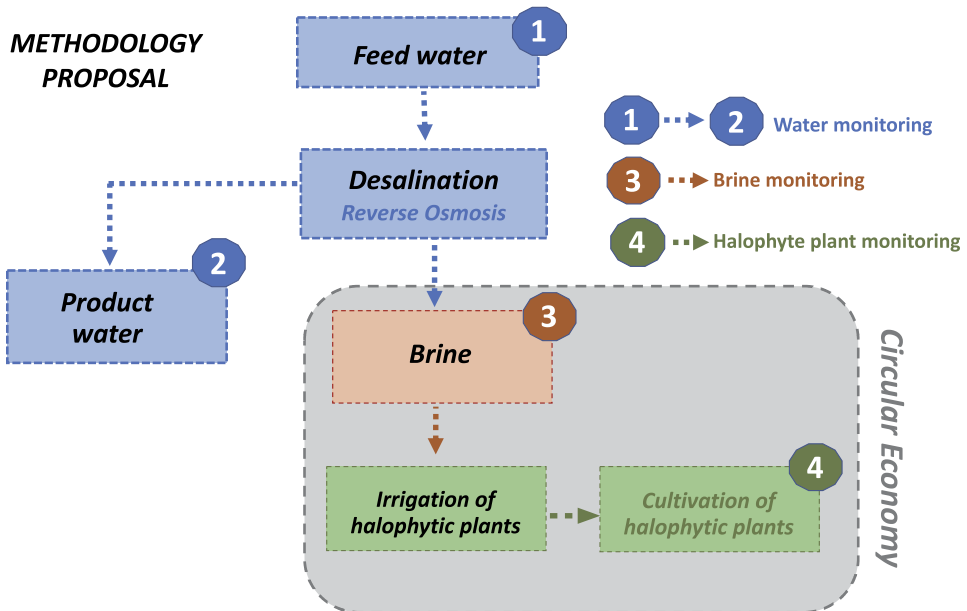 METHODOLOGY
PROPOSAL
1
Feed water
1
2
Water monitoring
Desalination
Reverse Osmosis
3
Brine monitoring
4
Halophyte plant monitoring
2
Product
water
3
Brine
Circular Economy
4
Irrigation of
halophytic plants
Cultivation of
halophytic plants